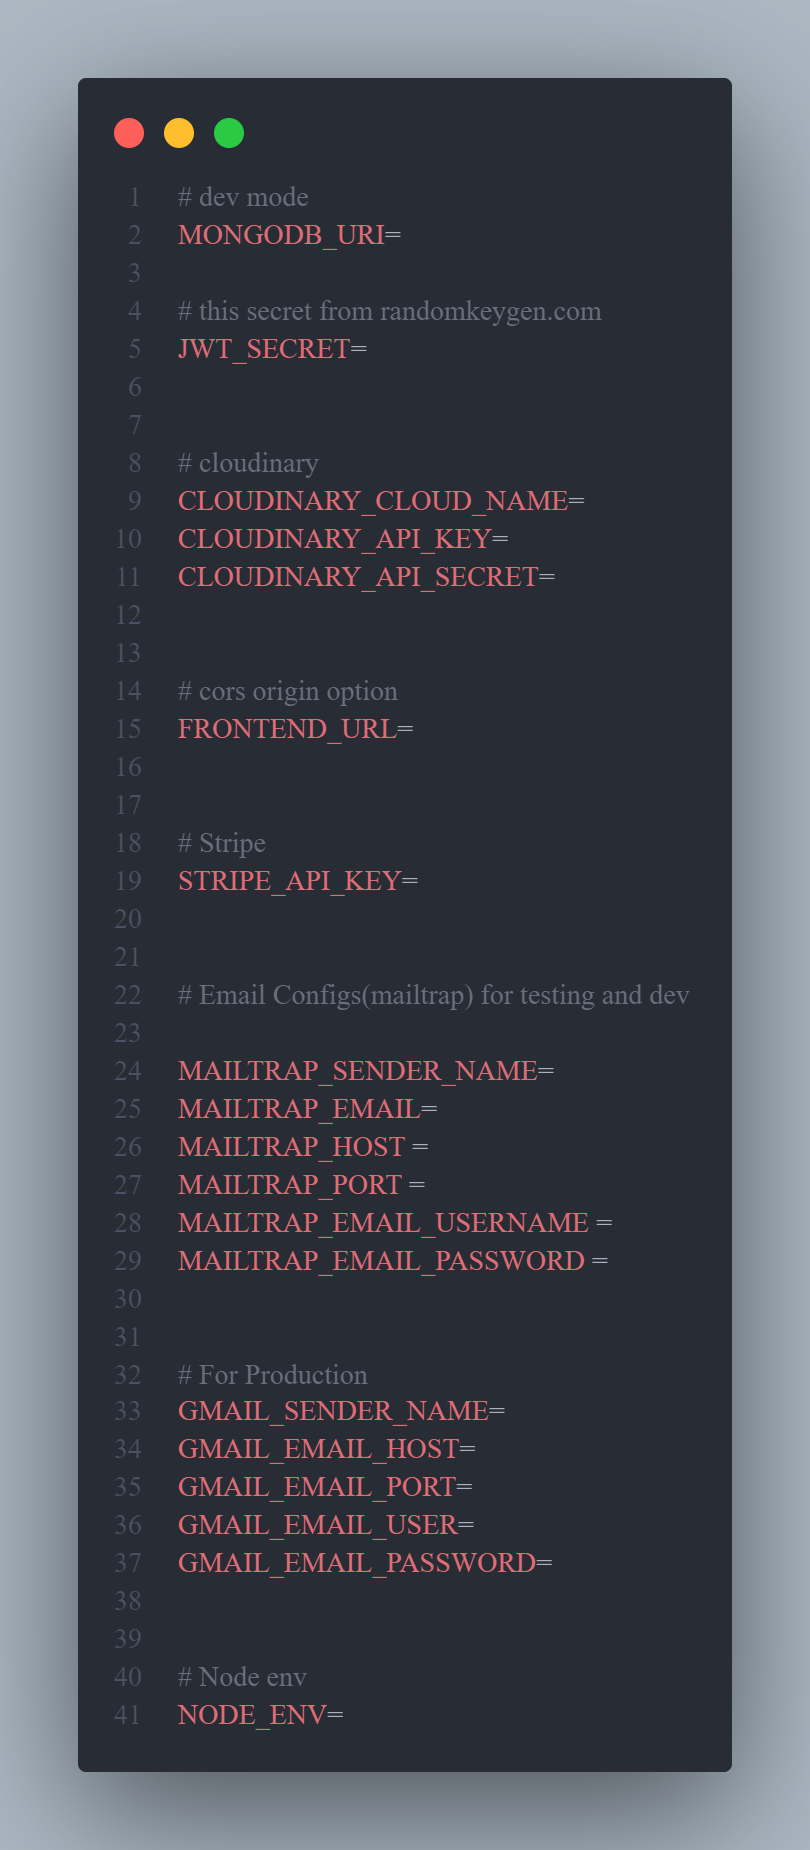 1 # dev mode
2 MONGODB_URI=
3
4 # this secret from randomkeygen.com
5 JWT_SECRET=
6
7
8 # cloudinary
9 CLOUDINARY_CLOUD_NAME=
10 CLOUDINARY_API_KEY=
11 CLOUDINARY_API_SECRET=
12
13
14 # cors origin option
15 FRONTEND_URL=
16
17
18 # Stripe
19 STRIPE_API_KEY=
20
21
22 # Email Configs(mailtrap) for testing and dev
23
24 MAILTRAP_SENDER_NAME=
25 MAILTRAP_EMAIL=
26 MAILTRAP_HOST =
27 MAILTRAP_PORT =
28 MAILTRAP_EMAIL_USERNAME =
29 MAILTRAP_EMAIL_PASSWORD =
30
31
32 # For Production
33 GMAIL_SENDER_NAME=
34 GMAIL_EMAIL_HOST=
35 GMAIL_EMAIL_PORT=
36 GMAIL_EMAIL_USER=
37 GMAIL_EMAIL_PASSWORD=
38
39
40 # Node env
41 NODE_ENV=